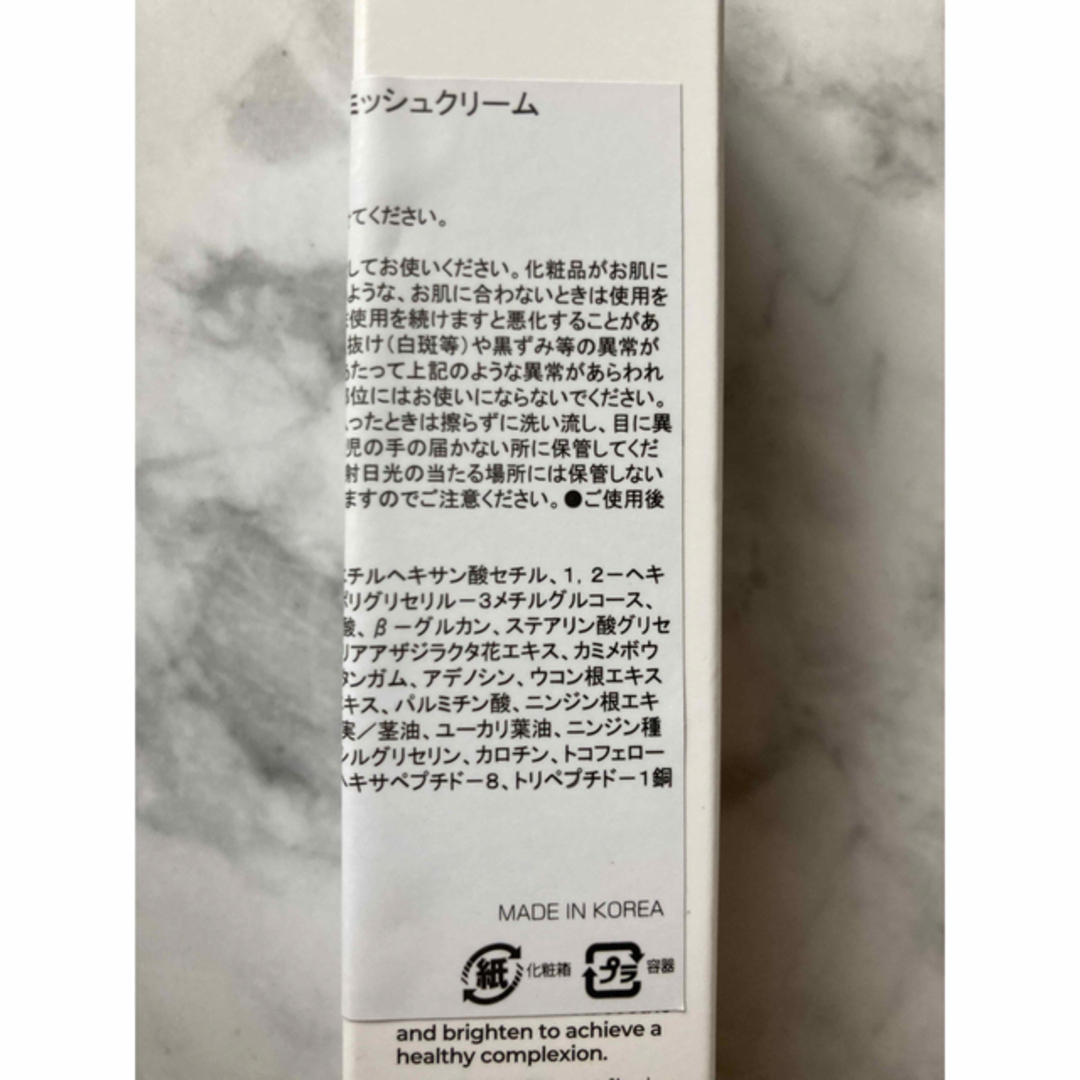 ミッシュクリーム
てください。
してお使いください。化粧品がお肌に
ような、お肌に合わないときは使用を
使用を続けますと悪化することがあ
抜け(白斑等)や黒ずみ等の異常が
たって上記のような異常があらわれ
位にはお使いにならないでください。
ったときは擦らずに洗い流し、目に異
児の手の届かない所に保管してくだ
射日光の当たる場所には保管しない
ますのでご注意ください。●ご使用後
チルヘキサン酸セチル、1,2-ヘキ
リグリセリル-3メチルグルコース、
酸、β-グルカン、ステアリン酸グリセ
リアアザジラクタ花エキス、カミメボウ
タンガム、アデノシン、ウコン根エキス
キス、パルミチン酸、ニンジン根エキ
実/茎油、ユーカリ葉油、ニンジン種
ルグリセリン、カロチン、トコフェロー
キサペプチド-8、トリペプチド-1銅
MADE IN KOREA
紙 化粧箱 プラ 容器
and brighten to achieve a
healthy complexion.